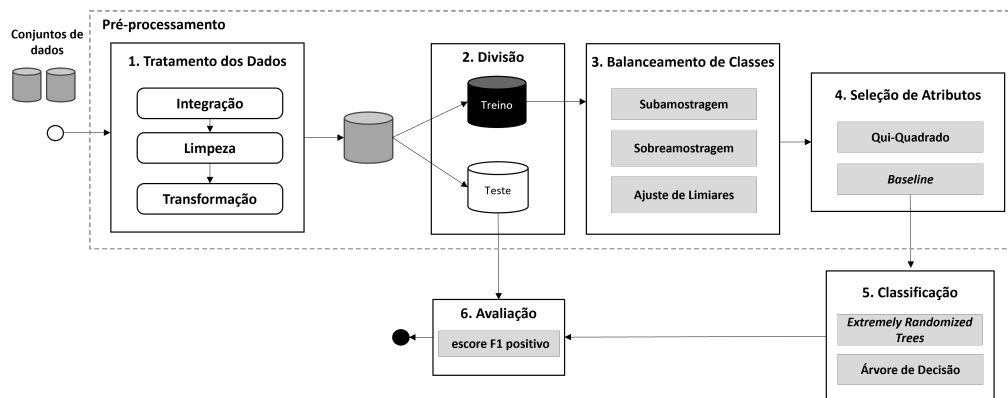 Pré-processamento
Conjuntos de
dados
1. Tratamento dos Dados
Integração
Limpeza
Transformação
2. Divisão
Treino
Teste
3. Balanceamento de Classes
Subamostragem
Sobreamostragem
Ajuste de Limiares
4. Seleção de Atributos
Qui-Quadrado
Baseline
5. Classificação
Extremely Randomized
Trees
Árvore de Decisão
6. Avaliação
escore F1 positivo